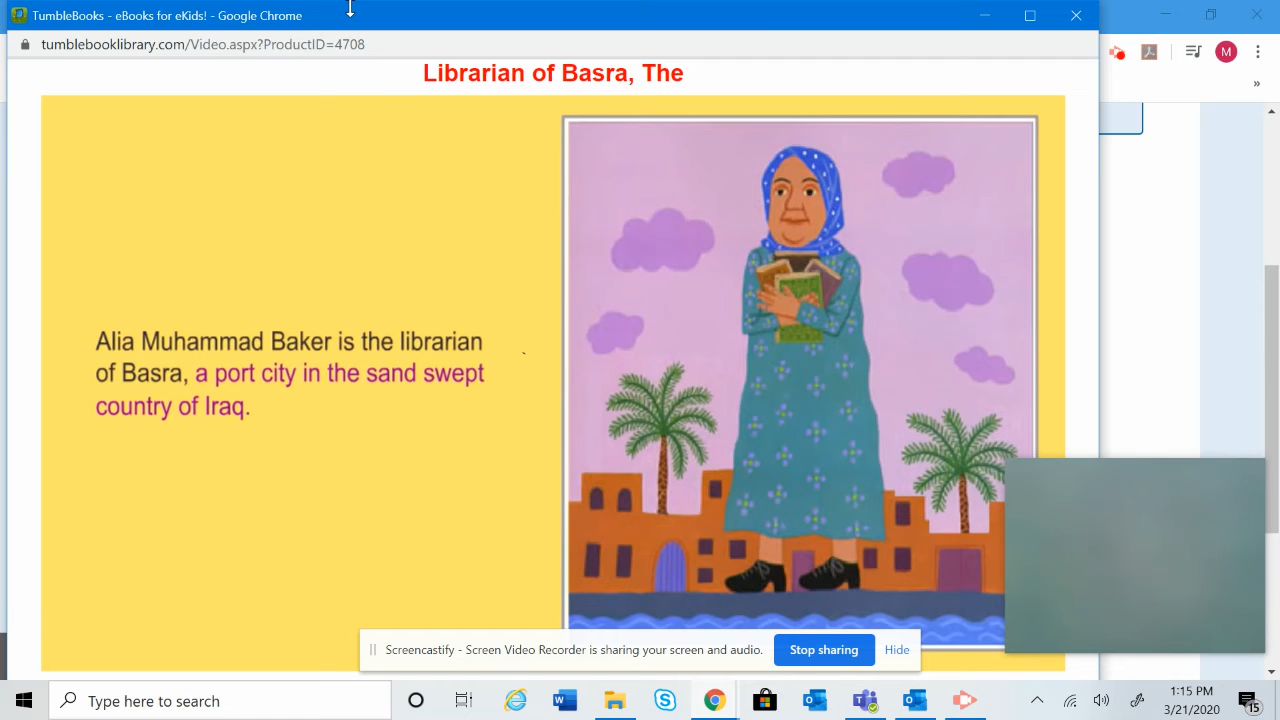 TumbleBooks - eBooks for eKids! - Google Chrome
tumblebooklibrary.com/Video.aspx?ProductID=4708
M
»
Librarian of Basra, The
Alia Muhammad Baker is the librarian
of Basra, a port city in the sand swept
country of Iraq.
Screencastify - Screen Video Recorder is sharing your screen and audio.
Stop sharing
Hide
Type here to search
1:15 PM
3/21/2020
15